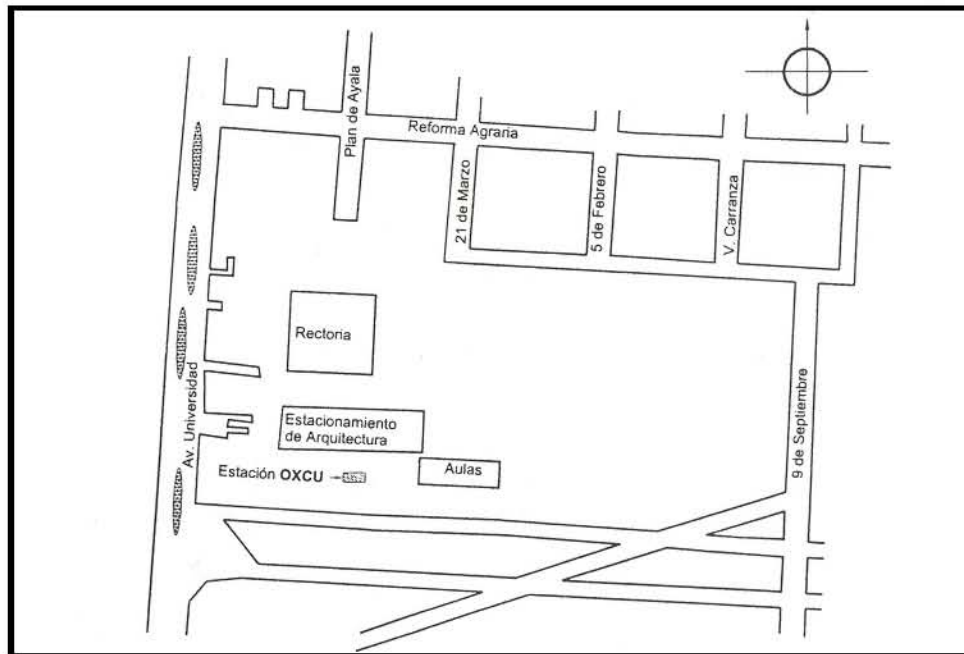 Plan de Ayala
Reforma Agraria
21 de Marzo
5 de Febrero
V. Carranza
Rectoria
Av. Universidad
9 de Septiembre
Estacionamiento
de Arquitectura
Aulas
Estación OXCU